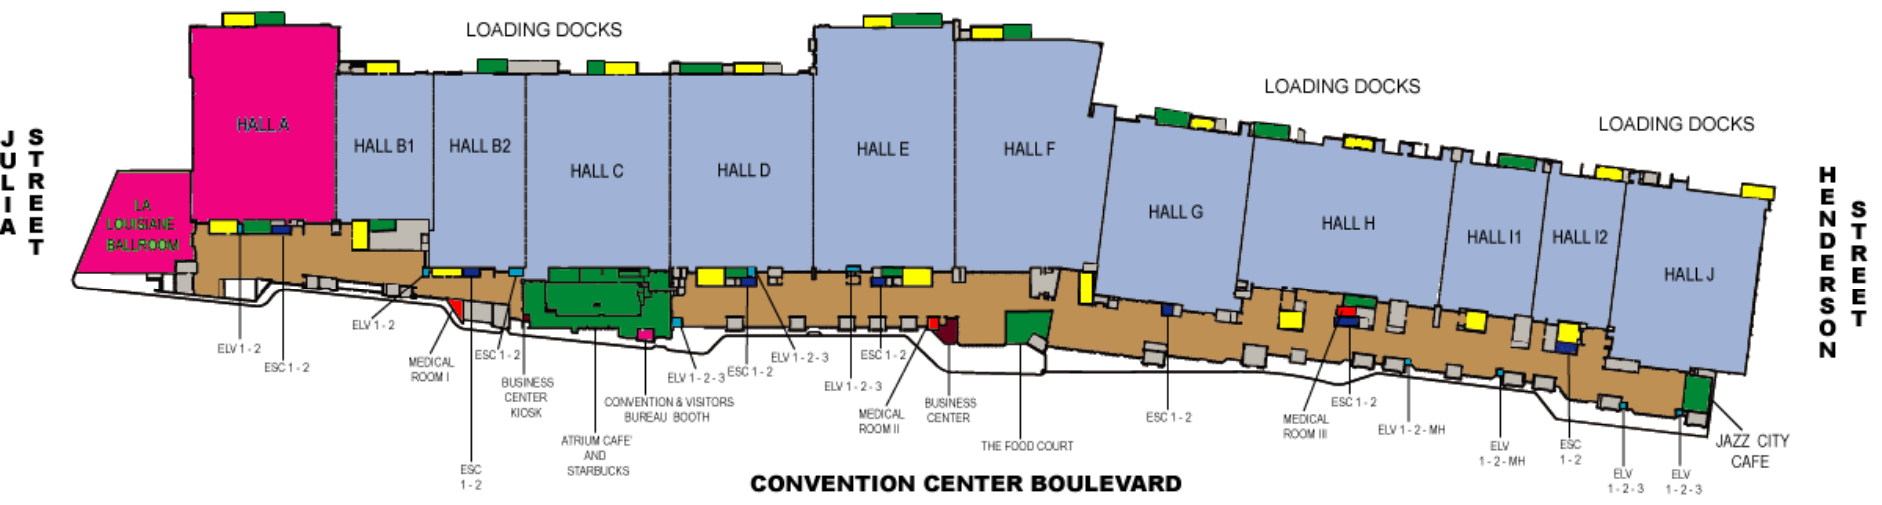 LOADING DOCKS
LOADING DOCKS
LOADING DOCKS
JULIA
STREET
HENDERSON
STREET
HALL A
HALL B1
HALL B2
HALL C
HALL D
HALL E
HALL F
HALL G
HALL H
HALL I1
HALL I2
HALL J
LA
LOUISIANE
BALLROOM
ELV 1 - 2
ESC 1 - 2
ELV 1 - 2
MEDICAL
ROOM I
ESC
1 - 2
ESC 1 - 2
BUSINESS
CENTER
KIOSK
ATRIUM CAFE'
AND
STARBUCKS
CONVENTION & VISITORS
BUREAU BOOTH
ELV 1 - 2 - 3
ESC 1 - 2
ELV 1 - 2 - 3
ELV 1 - 2 - 3
ESC 1 - 2
MEDICAL
ROOM II
BUSINESS
CENTER
THE FOOD COURT
ESC 1 - 2
MEDICAL
ROOM III
ESC 1 - 2
ELV 1 - 2 - MH
ELV
1 - 2 - MH
ESC
1 - 2
ELV
1 - 2 - 3
ELV
1 - 2 - 3
JAZZ CITY
CAFE
CONVENTION CENTER BOULEVARD